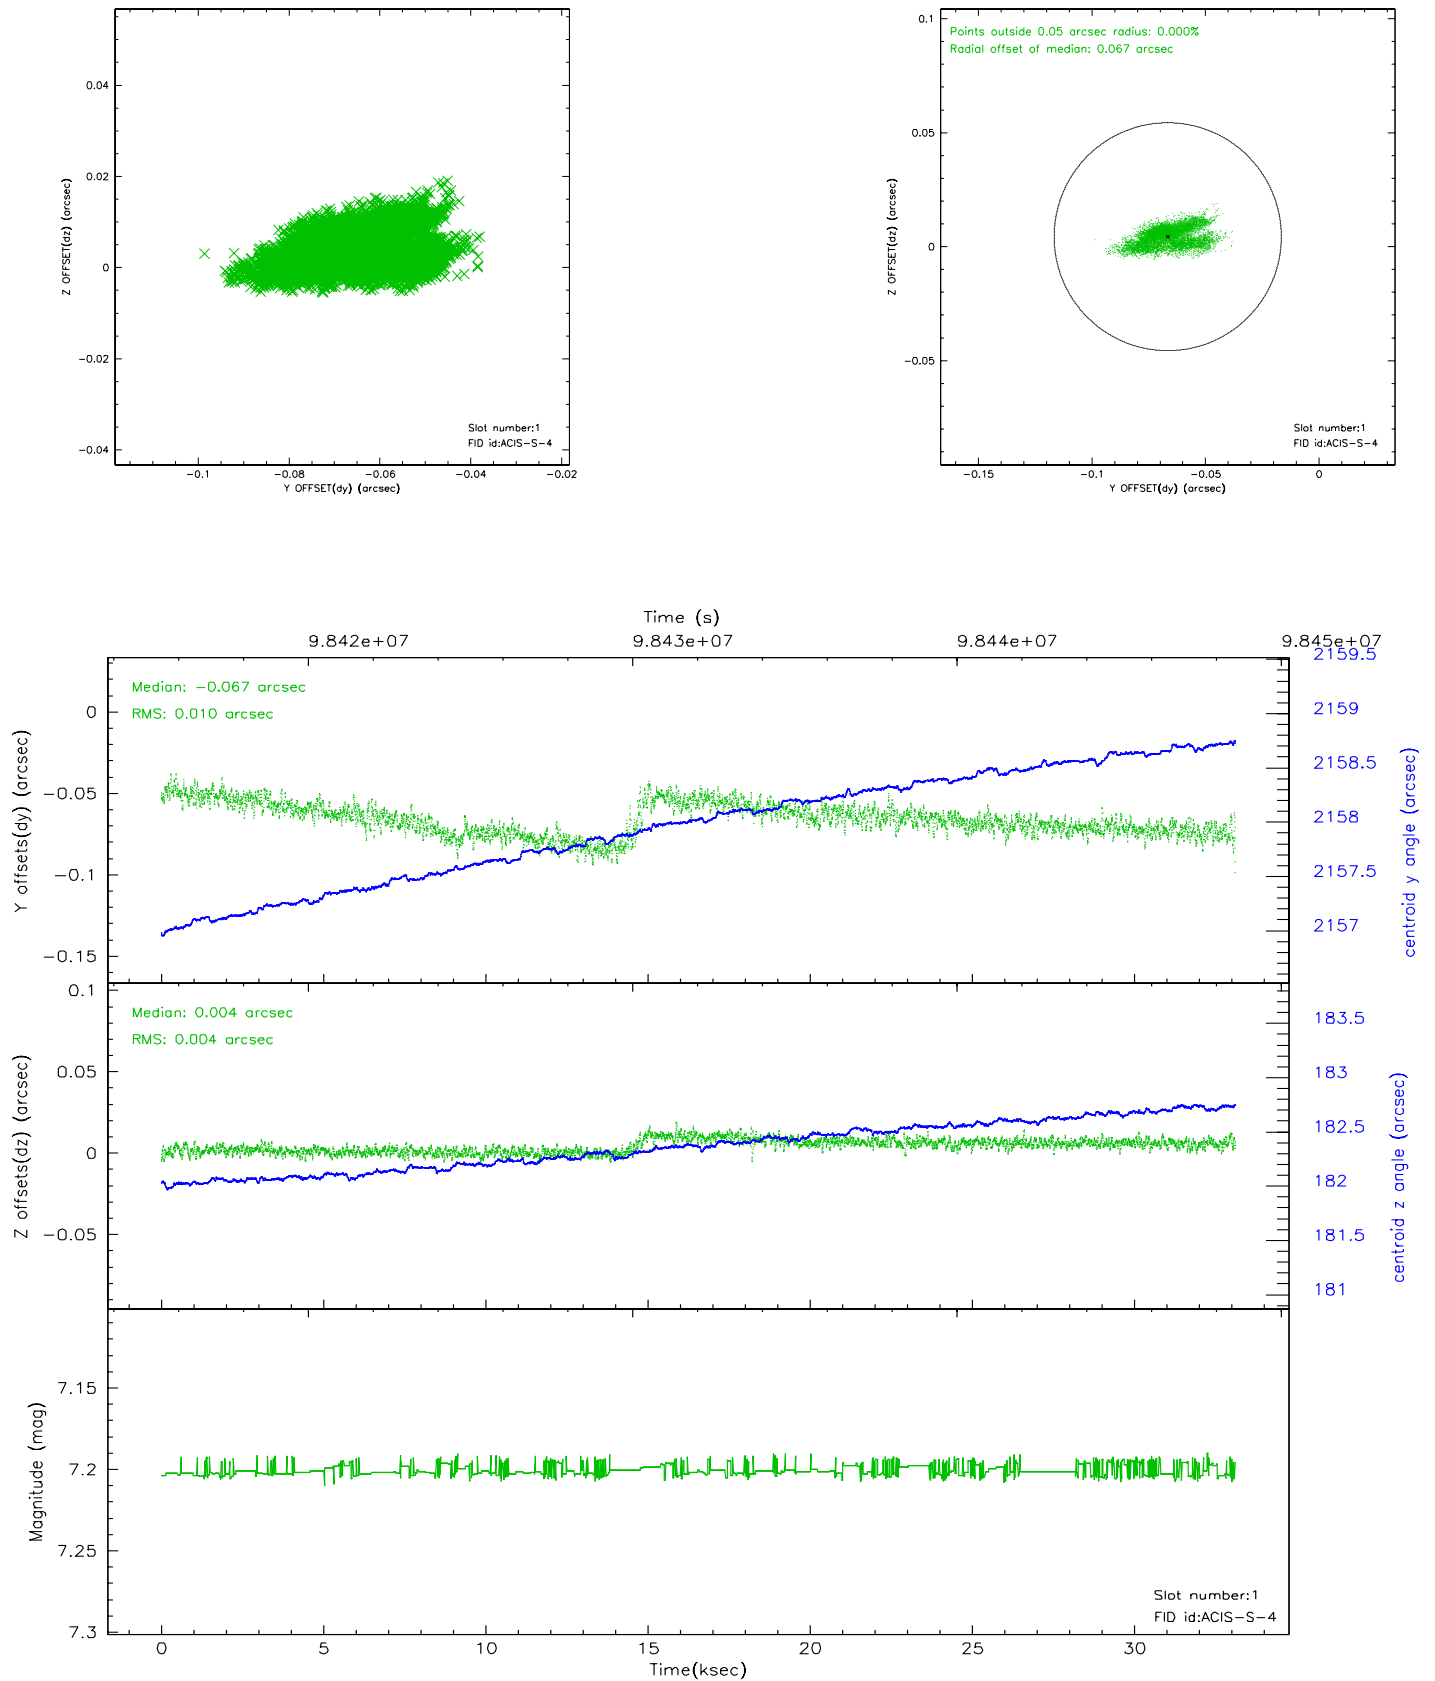 0.04
0.02
0
−0.02
−0.04
Z OFFSET(dz) (arcsec)
Slot number:1
FID id:ACIS−S−4
−0.1
−0.08
−0.06
−0.04
−0.02
Y OFFSET(dy) (arcsec)
0.1
0.05
0
−0.05
Z OFFSET(dz) (arcsec)
Points outside 0.05 arcsec radius: 0.000%
Radial offset of median: 0.067 arcsec
Slot number:1
FID id:ACIS−S−4
−0.15
−0.1
−0.05
0
Y OFFSET(dy) (arcsec)
Time (s)
9.842e+07
9.843e+07
9.844e+07
9.845e+07
Median: −0.067 arcsec
RMS: 0.010 arcsec
0
−0.05
−0.1
−0.15
Y offsets(dy) (arcsec)
2159.5
2159
2158.5
2158
2157.5
2157
centroid y angle (arcsec)
Median: 0.004 arcsec
RMS: 0.004 arcsec
0.1
0.05
0
−0.05
Z offsets(dz) (arcsec)
183.5
183
182.5
182
181.5
181
centroid z angle (arcsec)
7.15
7.2
7.25
7.3
Magnitude (mag)
Slot number:1
FID id:ACIS−S−4
0
5
10
15
20
25
30
Time(ksec)